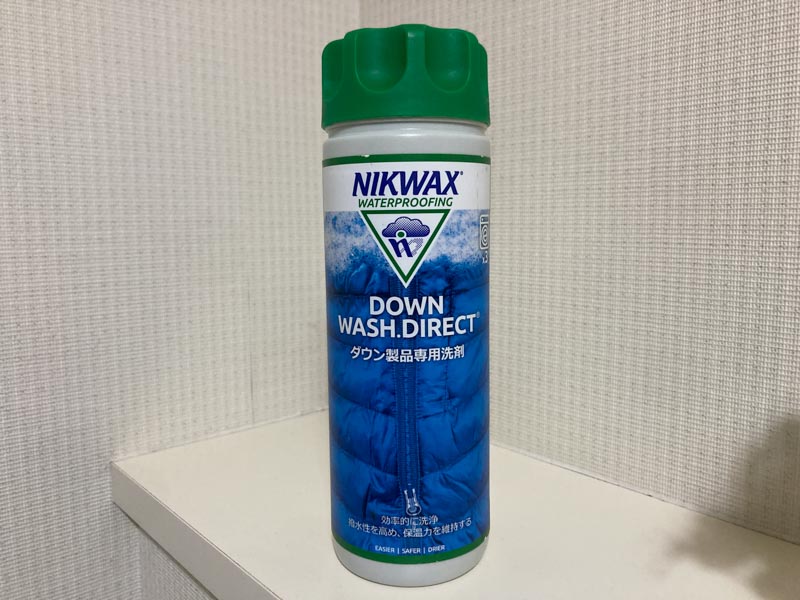 NIKWAX®
WATERPROOFING
DOWN
WASH.DIRECT®
ダウン製品専用洗剤
効率的に洗浄
撥水性を高め、保温力を維持する
EASIER | SAFER | DRIER